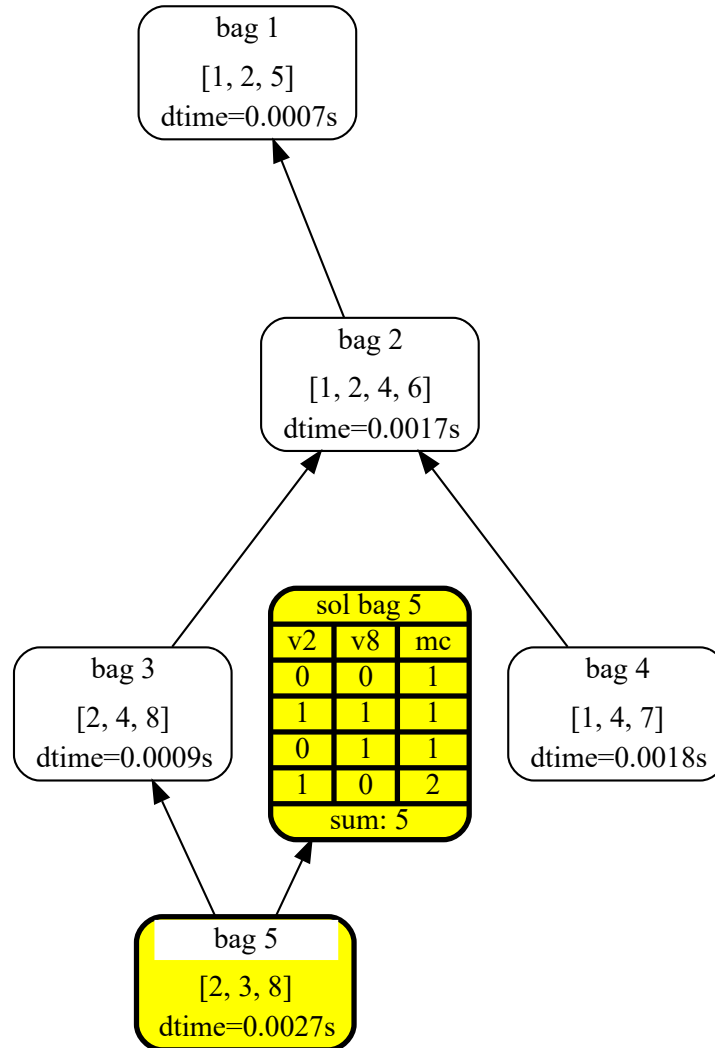 bag 1
[1, 2, 5]
dtime=0.0007s
bag 2
[1, 2, 4, 6]
dtime=0.0017s
sol bag 5
v2 v8 mc
0 0 1
1 1 1
0 1 1
1 0 2
sum: 5
bag 3
[2, 4, 8]
dtime=0.0009s
bag 4
[1, 4, 7]
dtime=0.0018s
bag 5
[2, 3, 8]
dtime=0.0027s